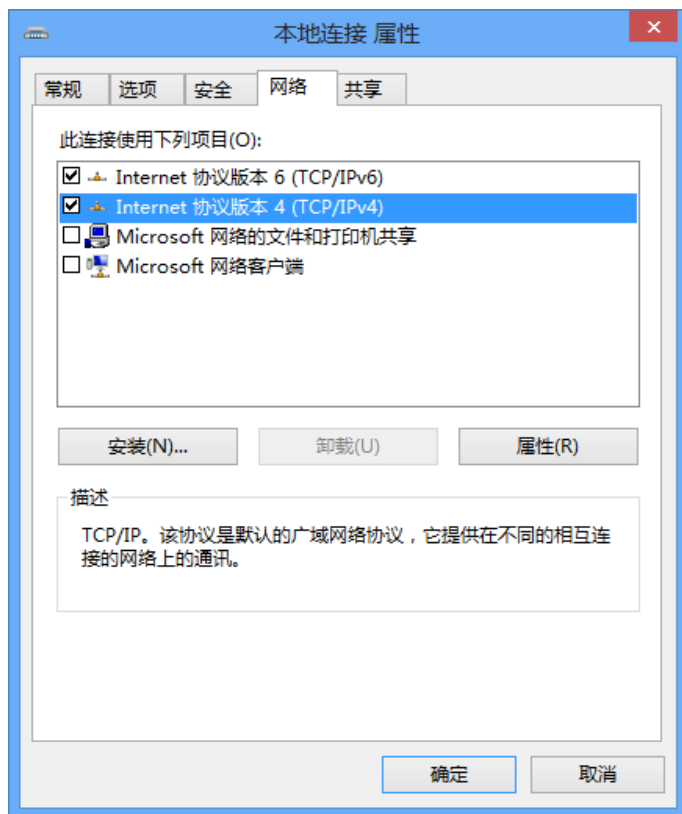 本地连接 属性
常规 选项 安全 网络 共享
此连接使用下列项目(O):
Internet 协议版本 6 (TCP/IPv6)
Internet 协议版本 4 (TCP/IPv4)
Microsoft 网络的文件和打印机共享
Microsoft 网络客户端
安装(N)... 卸载(U) 属性(R)
描述
TCP/IP。该协议是默认的广域网络协议，它提供在不同的相互连
接的网络上的通讯。
确定 取消